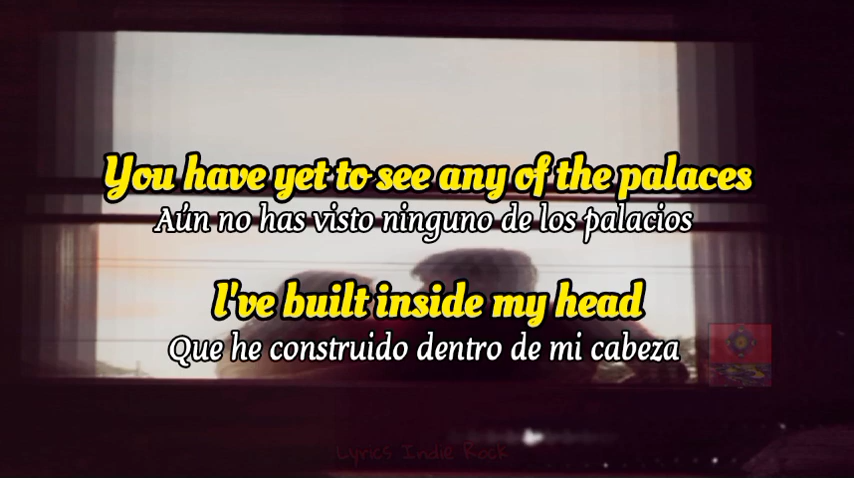 You have yet to see any of the palaces
Aún no has visto ninguno de los palacios
I've built inside my head
Que he construido dentro de mi cabeza
Lyrics Indie Rock